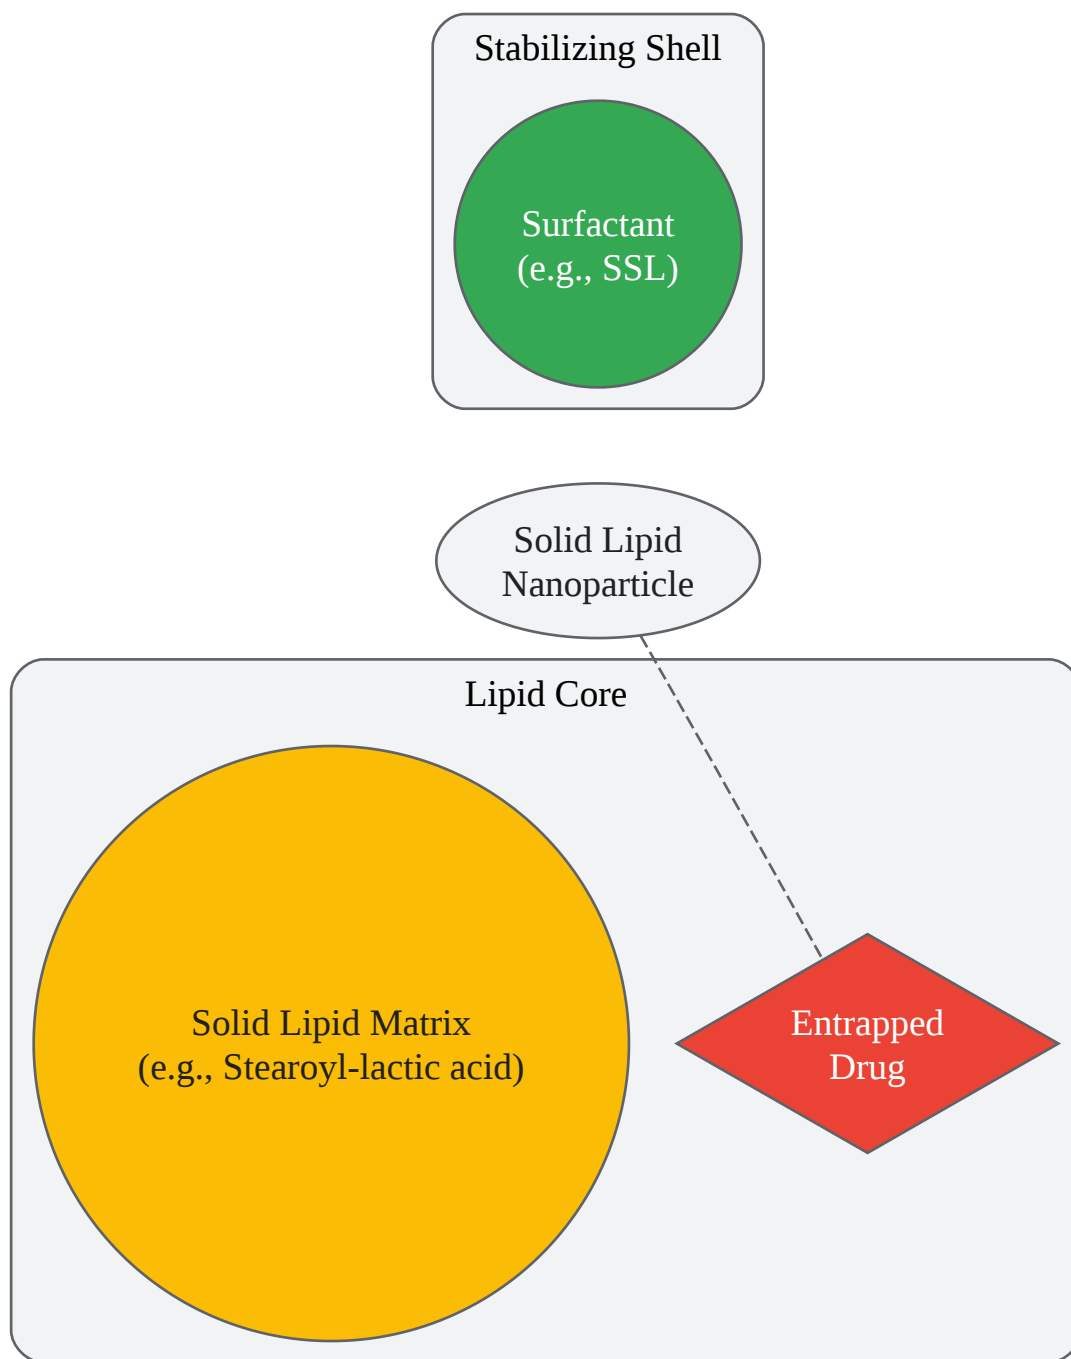 Stabilizing Shell
Surfactant
(e.g., SSL)
Solid Lipid
Nanoparticle
Lipid Core
Solid Lipid Matrix
(e.g., Stearoyl-lactic acid)
Entrapped
Drug